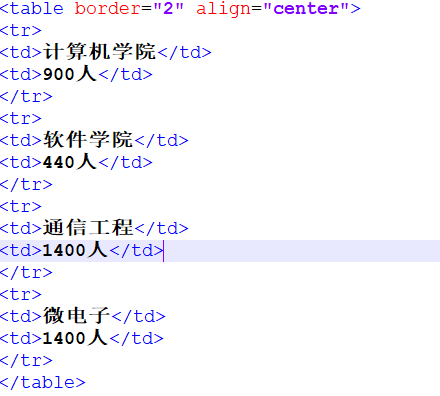 <table border="2" align="center">
<tr>
<td>计算机学院</td>
<td>900人</td>
</tr>
<tr>
<td>软件学院</td>
<td>440人</td>
</tr>
<tr>
<td>通信工程</td>
<td>1400人</td>
</tr>
<tr>
<td>微电子</td>
<td>1400人</td>
</tr>
</table>